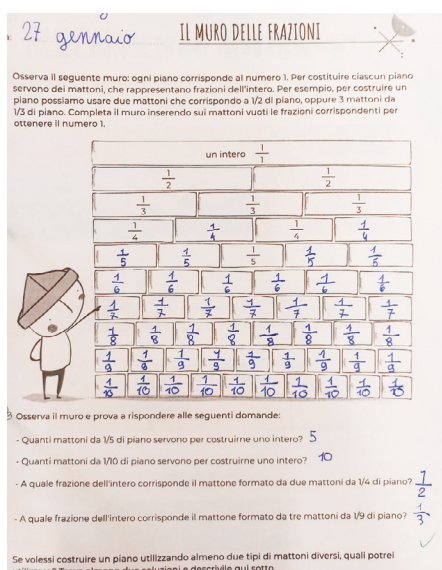 27 gennaio
IL MURO DELLE FRAZIONI
Osserva il seguente muro: ogni piano corrisponde al numero 1. Per costituire ciascun piano
servono dei mattoni, che rappresentano frazioni dell'intero. Per esempio, per costruire un
piano possiamo usare due mattoni che corrispondo a 1/2 di piano, oppure 3 mattoni da
1/3 di piano. Completa il muro inserendo sui mattoni vuoti le frazioni corrispondenti per
ottenere il numero 1.
un intero 1/1
1/2 1/2
1/3 1/3 1/3
1/4 1/4 1/4 1/4
1/5 1/5 1/5 1/5 1/5
1/6 1/6 1/6 1/6 1/6 1/6
1/7 1/7 1/7 1/7 1/7 1/7 1/7
1/8 1/8 1/8 1/8 1/8 1/8 1/8 1/8
1/9 1/9 1/9 1/9 1/9 1/9 1/9 1/9 1/9
1/10 1/10 1/10 1/10 1/10 1/10 1/10 1/10 1/10 1/10
Osserva il muro e prova a rispondere alle seguenti domande:
- Quanti mattoni da 1/5 di piano servono per costruirne uno intero? 5
- Quanti mattoni da 1/10 di piano servono per costruirne uno intero? 10
- A quale frazione dell'intero corrisponde il mattone formato da due mattoni da 1/4 di piano? 1/2
- A quale frazione dell'intero corrisponde il mattone formato da tre mattoni da 1/9 di piano? 1/3
Se volessi costruire un piano utilizzando almeno due tipi di mattoni diversi, quali potrei
Trova almeno due soluzioni e descrivile qui sotto.